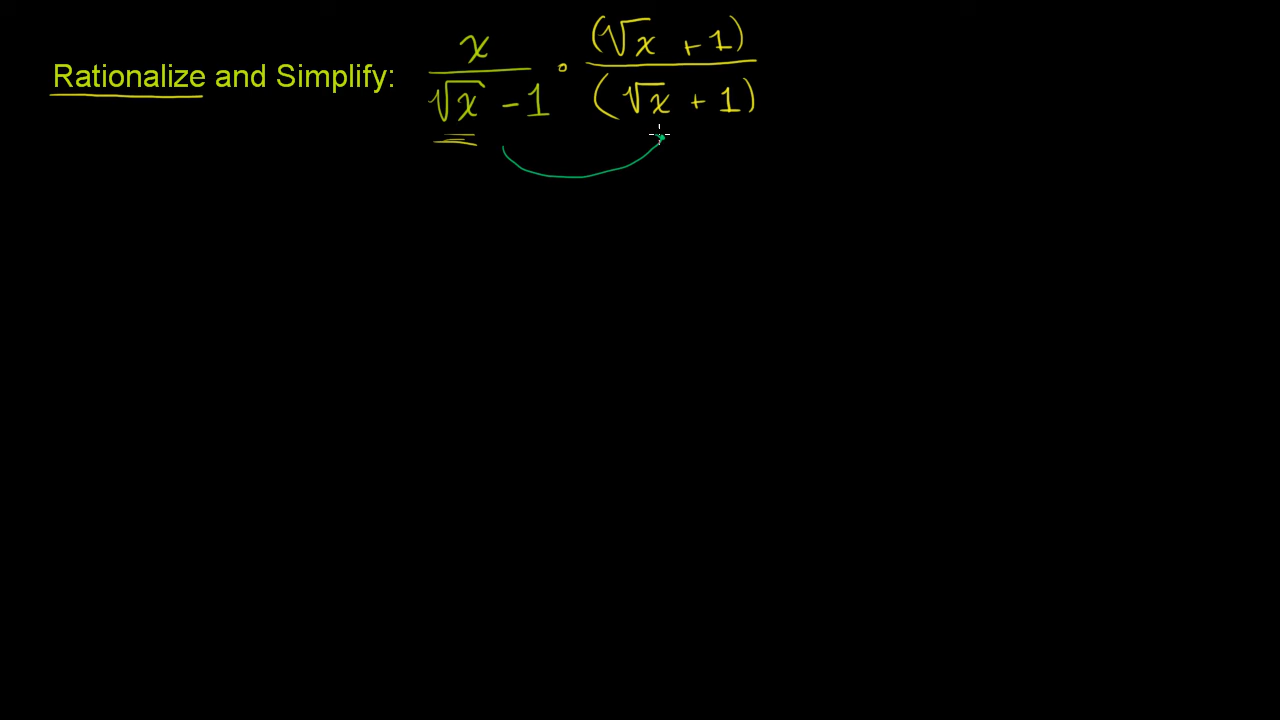 Rationalize and Simplify: x/(√x - 1) · (√x + 1)/(√x + 1)